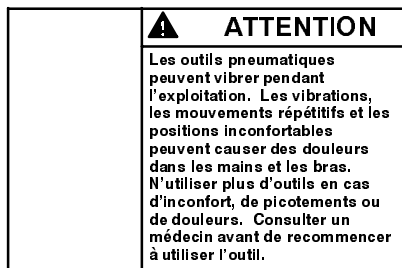 ATTENTION
Les outils pneumatiques
peuvent vibrer pendant
l'exploitation. Les vibrations,
les mouvements répétitifs et les
positions inconfortables
peuvent causer des douleurs
dans les mains et les bras.
N'utiliser plus d'outils en cas
d'inconfort, de picotements ou
de douleurs. Consulter un
médecin avant de recommencer
à utiliser l'outil.